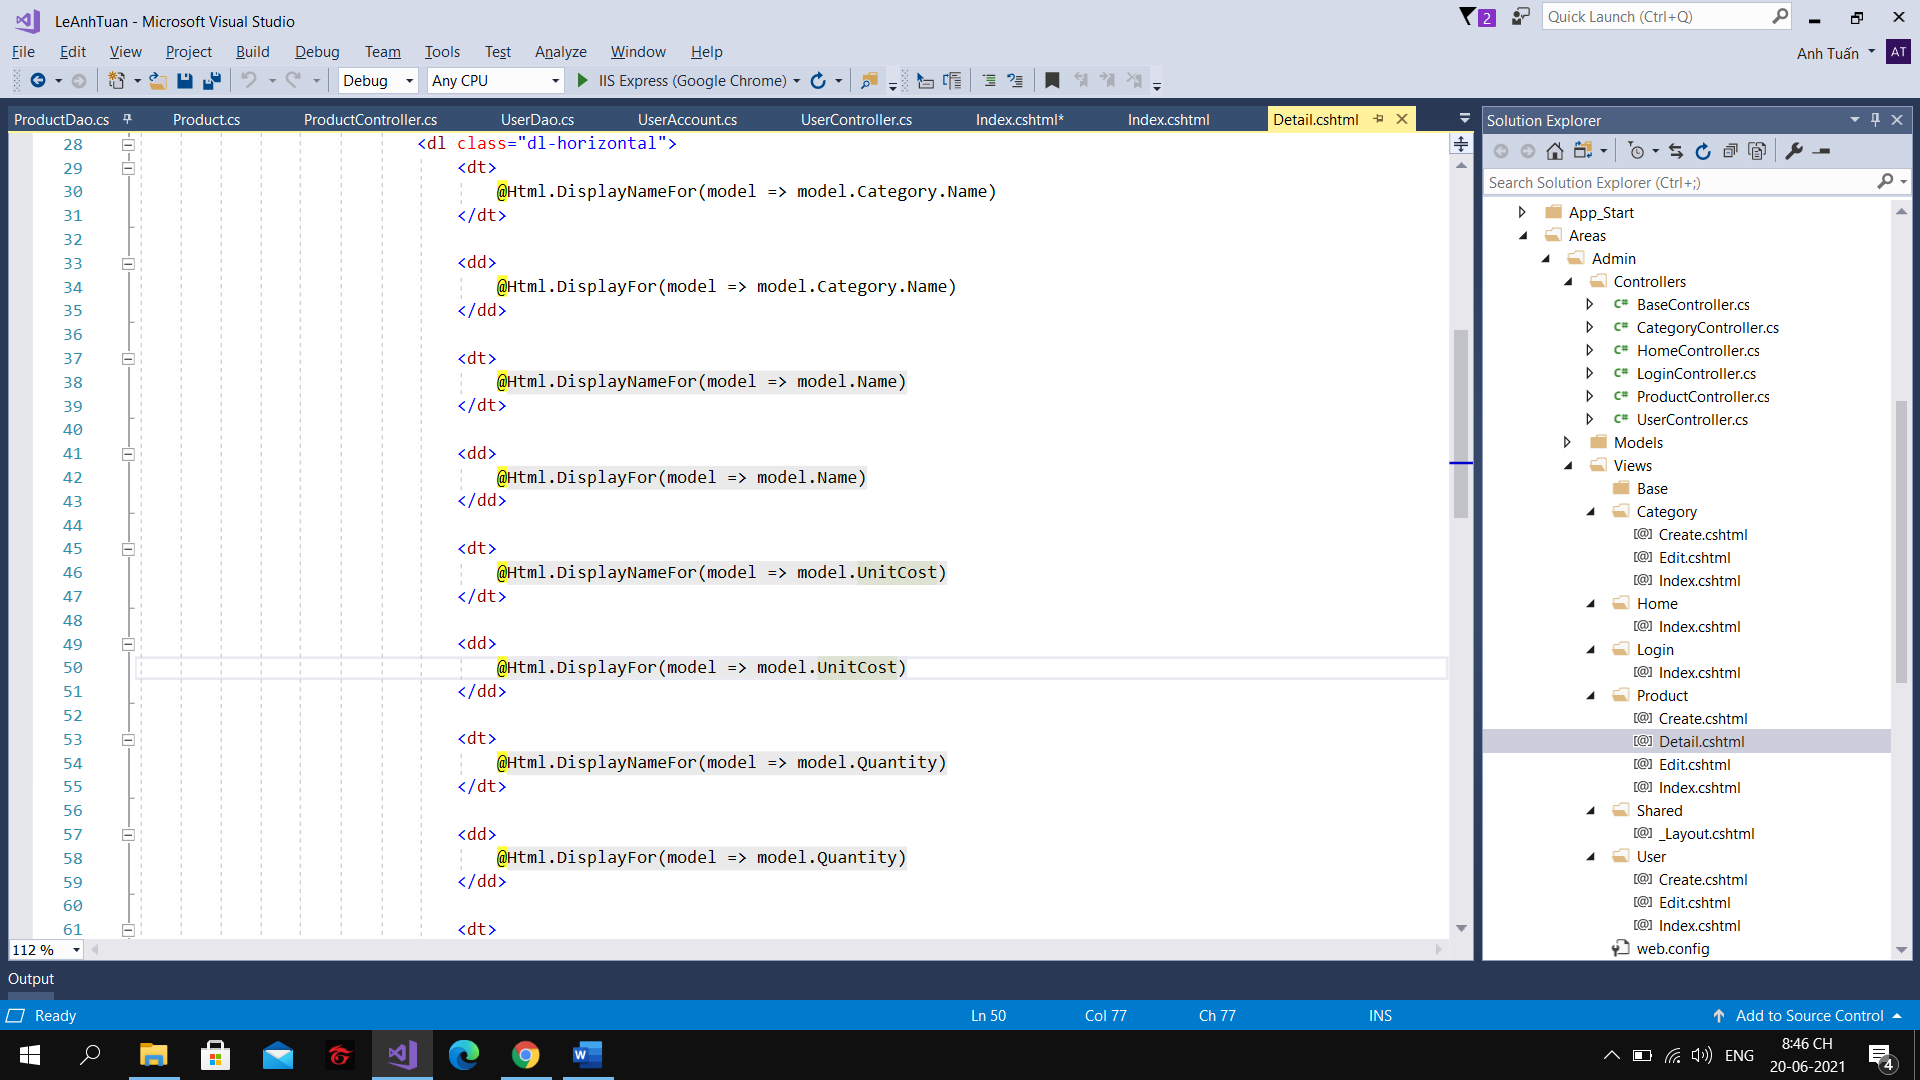 LeAnhTuan - Microsoft Visual Studio
2
Quick Launch (Ctrl+Q)
File Edit View Project Build Debug Team Tools Test Analyze Window Help
Anh Tuấn AT
Debug Any CPU IIS Express (Google Chrome)
ProductDao.cs Product.cs ProductController.cs UserDao.cs UserAccount.cs UserController.cs Index.cshtml* Index.cshtml Detail.cshtml
28 <dl class="dl-horizontal">
29 <dt>
30 @Html.DisplayNameFor(model => model.Category.Name)
31 </dt>
32
33 <dd>
34 @Html.DisplayFor(model => model.Category.Name)
35 </dd>
36
37 <dt>
38 @Html.DisplayNameFor(model => model.Name)
39 </dt>
40
41 <dd>
42 @Html.DisplayFor(model => model.Name)
43 </dd>
44
45 <dt>
46 @Html.DisplayNameFor(model => model.UnitCost)
47 </dt>
48
49 <dd>
50 @Html.DisplayFor(model => model.UnitCost)
51 </dd>
52
53 <dt>
54 @Html.DisplayNameFor(model => model.Quantity)
55 </dt>
56
57 <dd>
58 @Html.DisplayFor(model => model.Quantity)
59 </dd>
60
61 <dt>
112 %
Solution Explorer
Search Solution Explorer (Ctrl+;)
App_Start
Areas
Admin
Controllers
C# BaseController.cs
C# CategoryController.cs
C# HomeController.cs
C# LoginController.cs
C# ProductController.cs
C# UserController.cs
Models
Views
Base
Category
[@] Create.cshtml
[@] Edit.cshtml
[@] Index.cshtml
Home
[@] Index.cshtml
Login
[@] Index.cshtml
Product
[@] Create.cshtml
[@] Detail.cshtml
[@] Edit.cshtml
[@] Index.cshtml
Shared
[@] _Layout.cshtml
User
[@] Create.cshtml
[@] Edit.cshtml
[@] Index.cshtml
web.config
Output
Ready Ln 50 Col 77 Ch 77 INS Add to Source Control
W
ENG
8:46 CH
20-06-2021
4